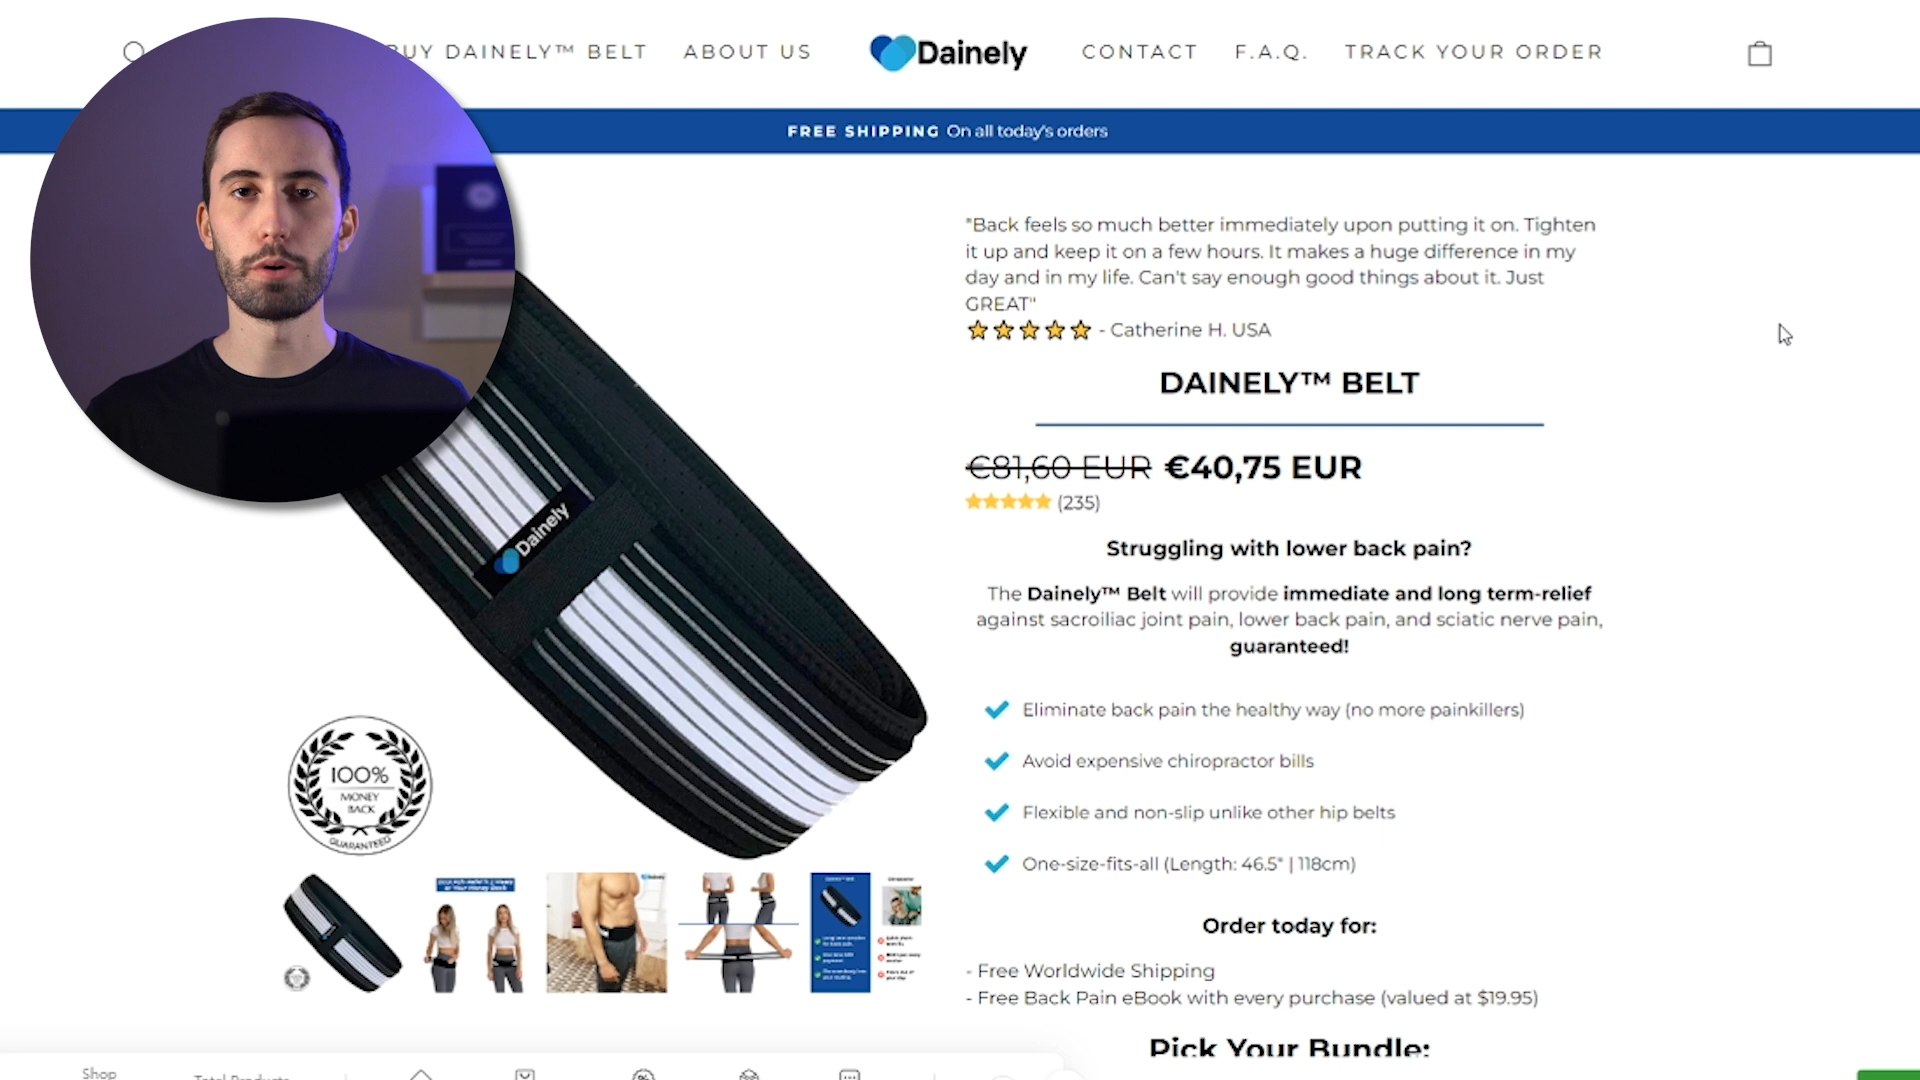 BUY DAINELY™ BELT
ABOUT US
Dainely
CONTACT
F.A.Q.
TRACK YOUR ORDER
FREE SHIPPING On all today's orders
"Back feels so much better immediately upon putting it on. Tighten
it up and keep it on a few hours. It makes a huge difference in my
day and in my life. Can't say enough good things about it. Just
GREAT"
- Catherine H. USA
DAINELY™ BELT
€81,60 EUR €40,75 EUR
(235)
Struggling with lower back pain?
The Dainely™ Belt will provide immediate and long term-relief
against sacroiliac joint pain, lower back pain, and sciatic nerve pain,
guaranteed!
Eliminate back pain the healthy way (no more painkillers)
Avoid expensive chiropractor bills
Flexible and non-slip unlike other hip belts
One-size-fits-all (Length: 46.5" | 118cm)
Order today for:
- Free Worldwide Shipping
- Free Back Pain eBook with every purchase (valued at $19.95)
Pick Your Bundle:
Dainely
100%
MONEY
BACK
GUARANTEED
Shop
Total Products